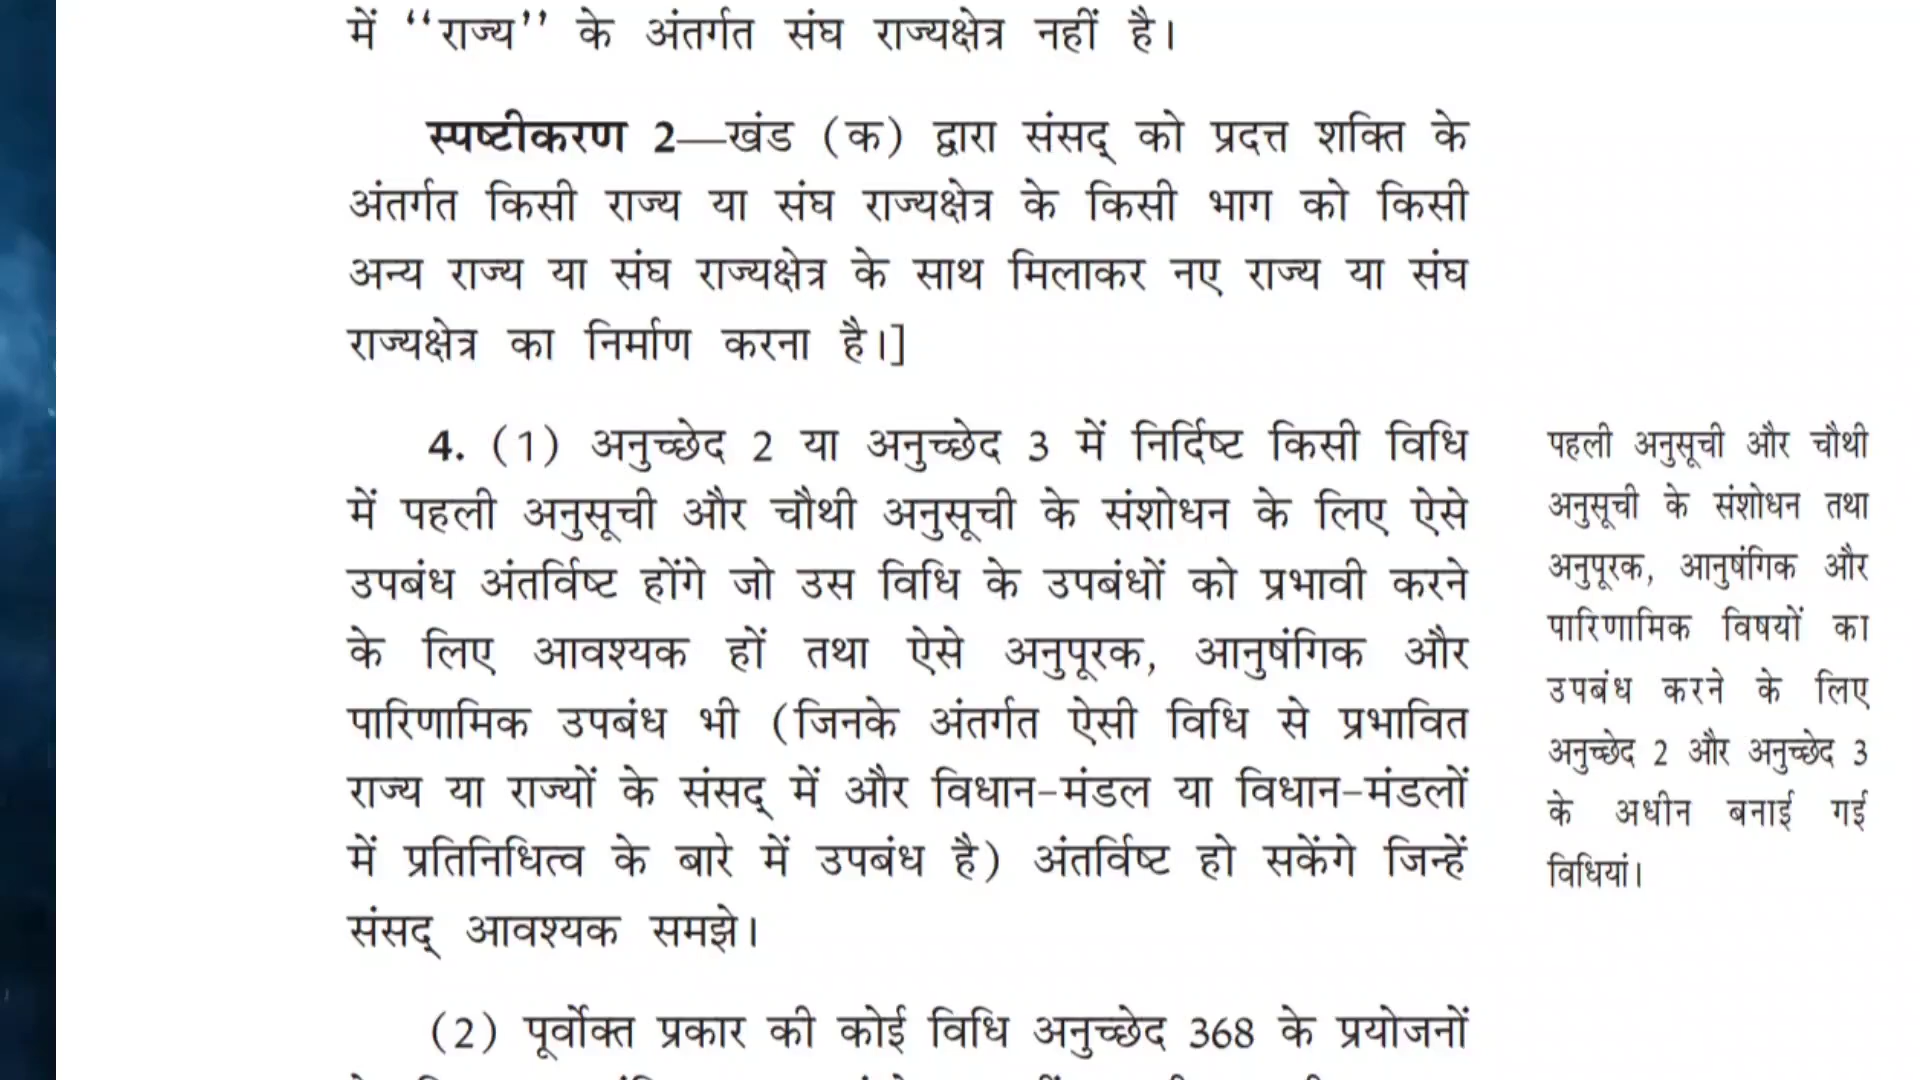 में ‘‘राज्य’’ के अंतर्गत संघ राज्यक्षेत्र नहीं है।
स्पष्टीकरण 2—खंड (क) द्वारा संसद् को प्रदत्त शक्ति के
अंतर्गत किसी राज्य या संघ राज्यक्षेत्र के किसी भाग को किसी
अन्य राज्य या संघ राज्यक्षेत्र के साथ मिलाकर नए राज्य या संघ
राज्यक्षेत्र का निर्माण करना है।]
4. (1) अनुच्छेद 2 या अनुच्छेद 3 में निर्दिष्ट किसी विधि
में पहली अनुसूची और चौथी अनुसूची के संशोधन के लिए ऐसे
उपबंध अंतर्विष्ट होंगे जो उस विधि के उपबंधों को प्रभावी करने
के लिए आवश्यक हों तथा ऐसे अनुपूरक, आनुषंगिक और
पारिणामिक उपबंध भी (जिनके अंतर्गत ऐसी विधि से प्रभावित
राज्य या राज्यों के संसद् में और विधान-मंडल या विधान-मंडलों
में प्रतिनिधित्व के बारे में उपबंध है) अंतर्विष्ट हो सकेंगे जिन्हें
संसद् आवश्यक समझे।
(2) पूर्वोक्त प्रकार की कोई विधि अनुच्छेद 368 के प्रयोजनों
पहली अनुसूची और चौथी
अनुसूची के संशोधन तथा
अनुपूरक, आनुषंगिक और
पारिणामिक विषयों का
उपबंध करने के लिए
अनुच्छेद 2 और अनुच्छेद 3
के अधीन बनाई गई
विधियां।